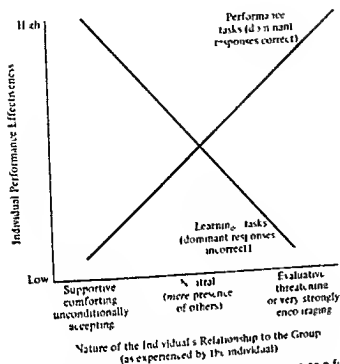 Performance
tasks (dominant
responses correct)
High
Individual Performance Effectiveness
Learning tasks
(dominant responses
incorrect)
Low
Supportive
comforting
unconditionally
accepting
Neutral
(mere presence
of others)
Evaluative
threatening
or very strongly
encouraging
Nature of the Individual's Relationship to the Group
(as experienced by the individual)